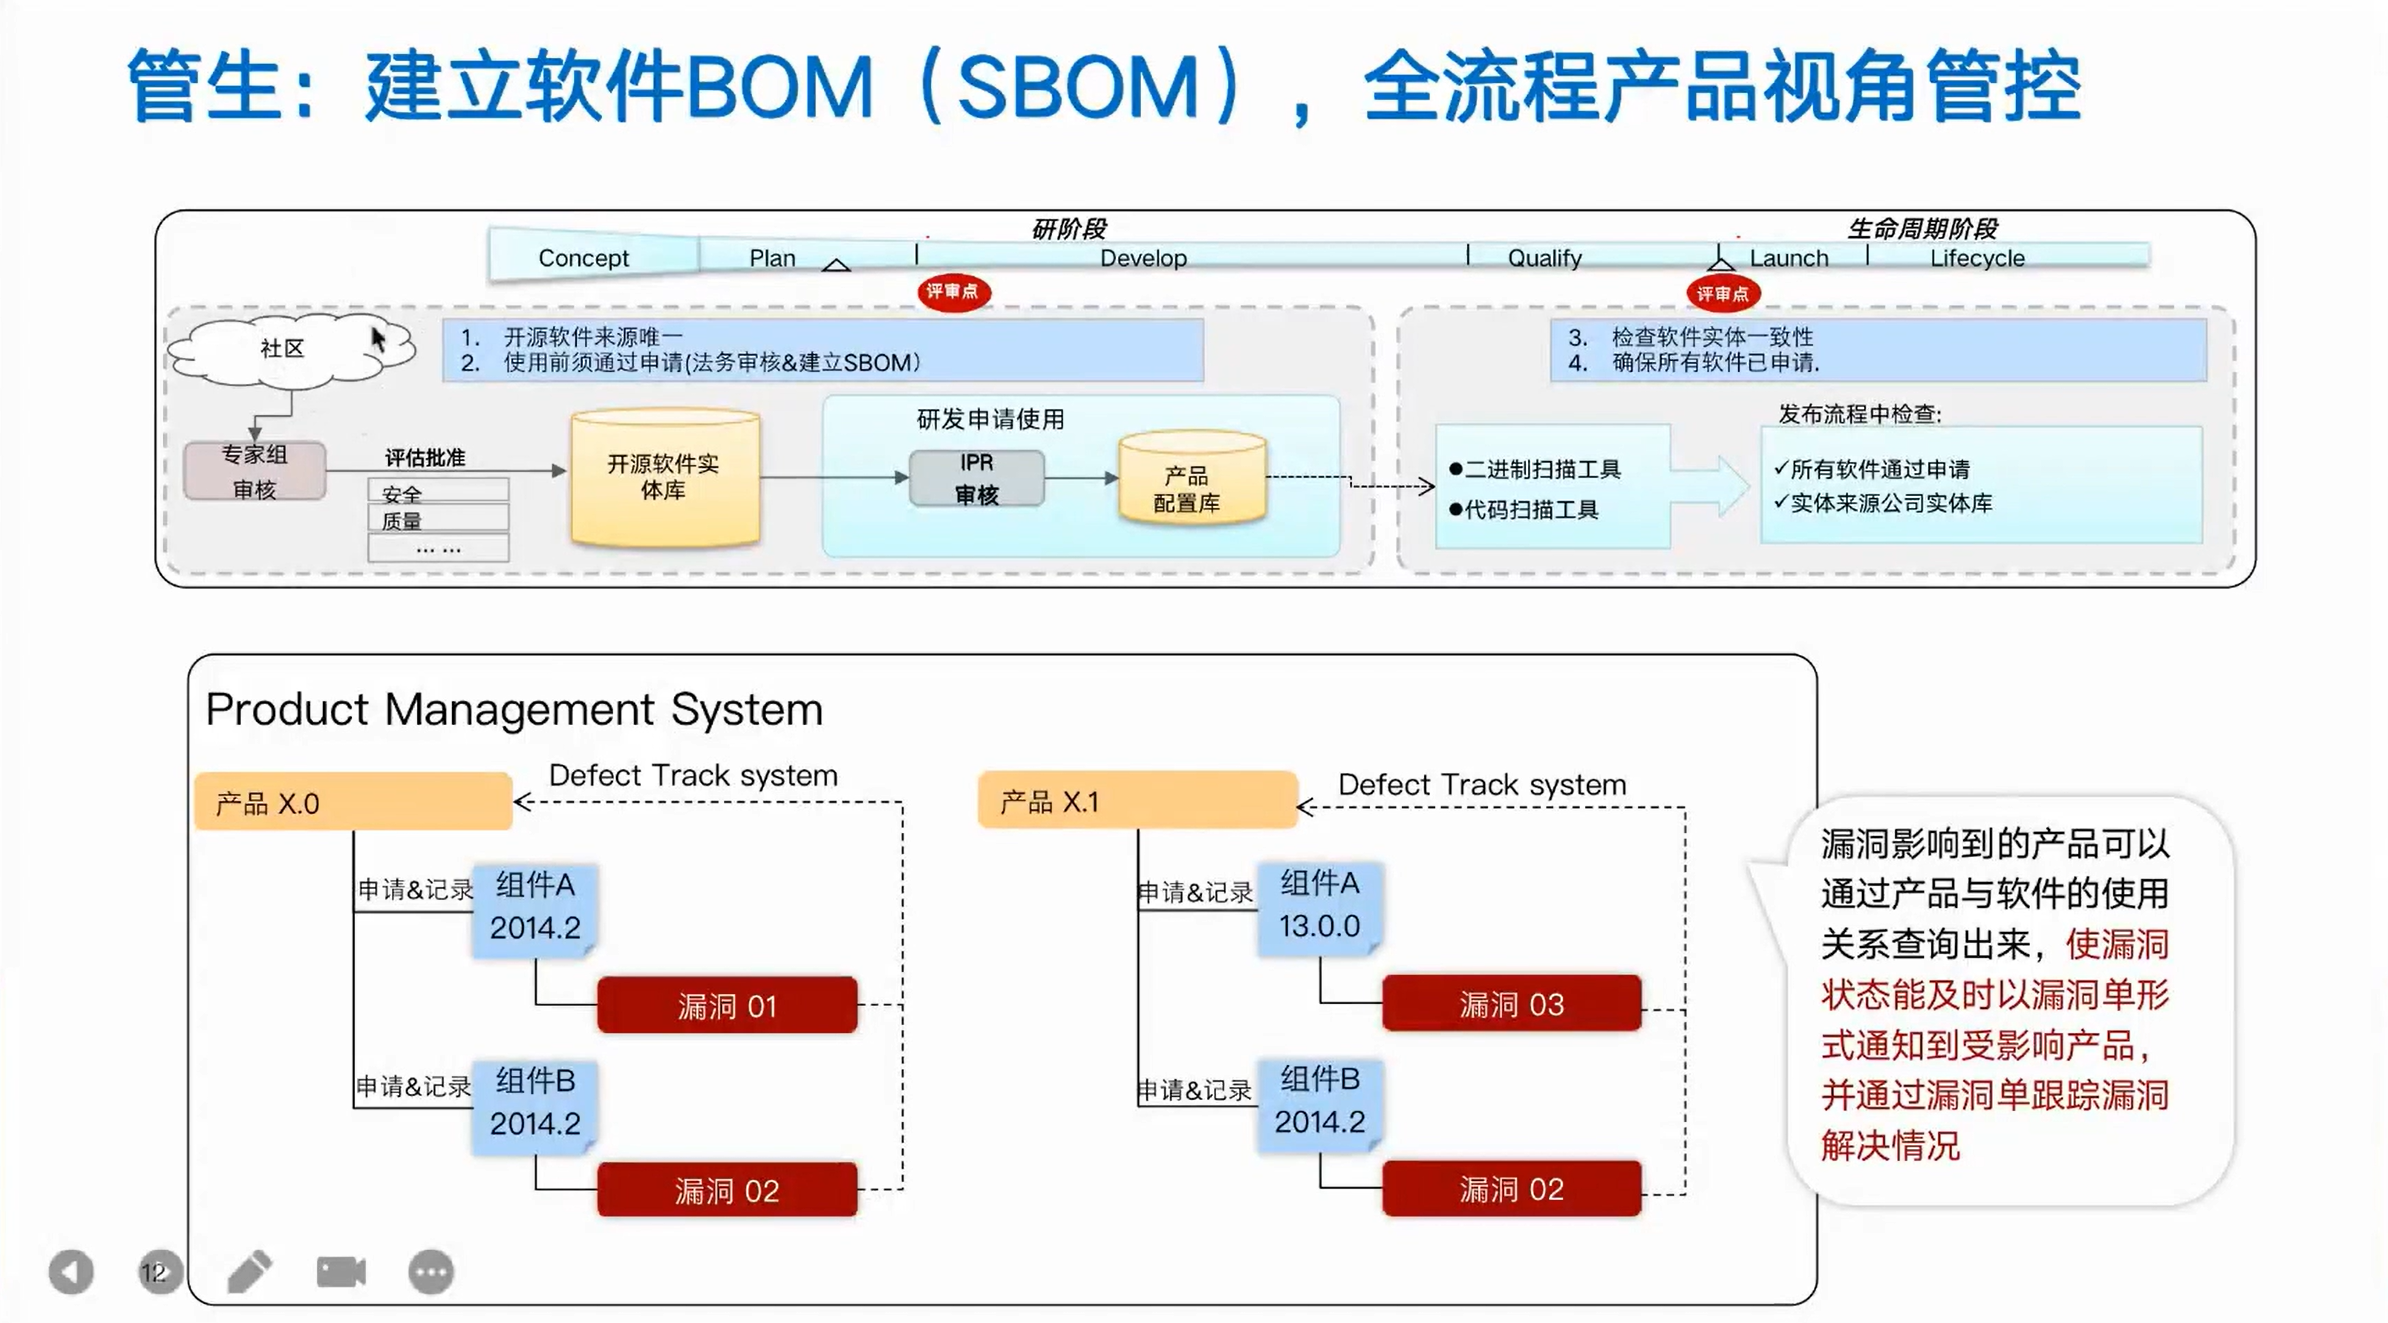 管生：建立软件BOM（SBOM），全流程产品视角管控
研阶段
生命周期阶段
Concept
Plan
Develop
Qualify
Launch
Lifecycle
评审点
评审点
社区
1. 开源软件来源唯一
2. 使用前须通过申请(法务审核&建立SBOM）
3. 检查软件实体一致性
4. 确保所有软件已申请.
专家组
审核
评估批准
安全
质量
... ...
开源软件实
体库
研发申请使用
IPR
审核
产品
配置库
●二进制扫描工具
●代码扫描工具
发布流程中检查:
✓所有软件通过申请
✓实体来源公司实体库
Product Management System
产品 X.0
Defect Track system
申请&记录
组件A
2014.2
漏洞 01
申请&记录
组件B
2014.2
漏洞 02
产品 X.1
Defect Track system
申请&记录
组件A
13.0.0
漏洞 03
申请&记录
组件B
2014.2
漏洞 02
漏洞影响到的产品可以
通过产品与软件的使用
关系查询出来，使漏洞
状态能及时以漏洞单形
式通知到受影响产品，
并通过漏洞单跟踪漏洞
解决情况
12